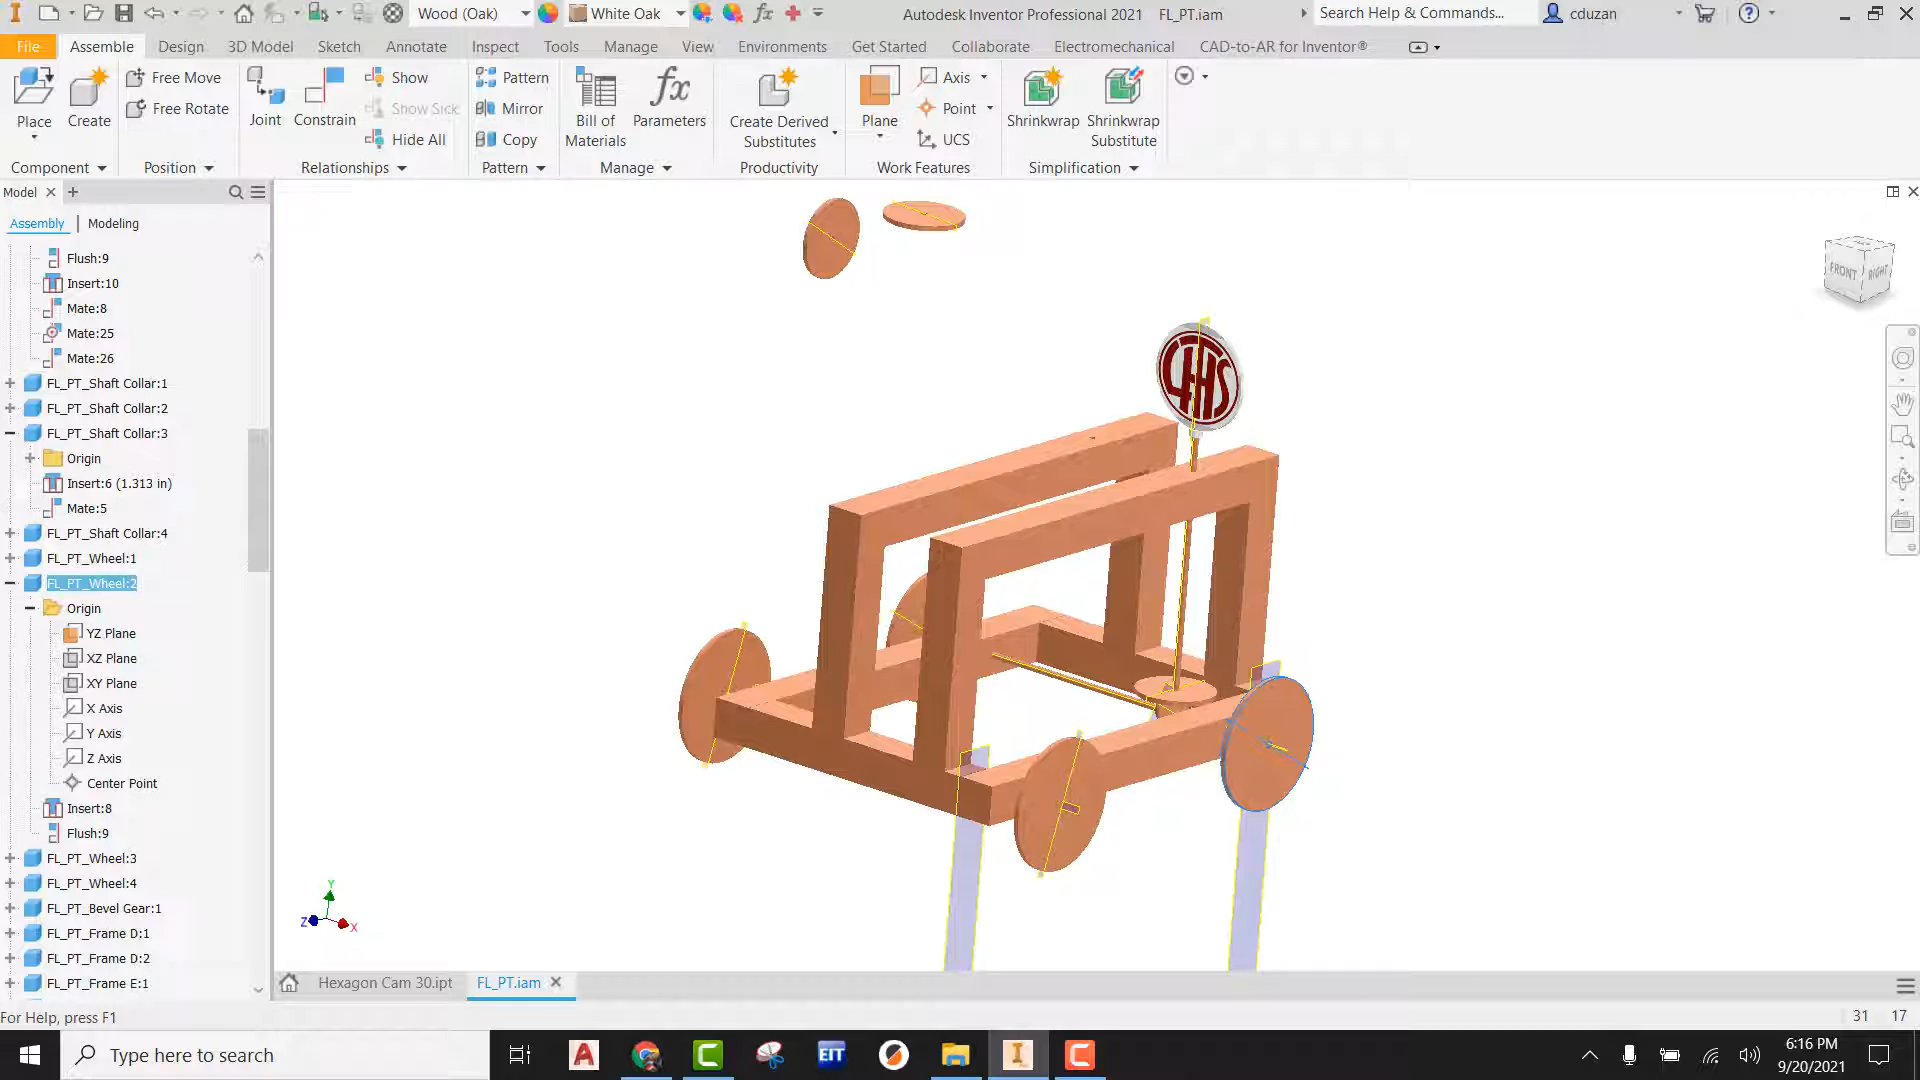 Wood (Oak)
White Oak
fx
Autodesk Inventor Professional 2021 FL_PT.iam
Search Help & Commands...
cduzan
File Assemble Design 3D Model Sketch Annotate Inspect Tools Manage View Environments Get Started Collaborate Electromechanical CAD-to-AR for Inventor®
Place
Create
Free Move
Free Rotate
Component
Position
Joint
Constrain
Show
Show Sick
Hide All
Relationships
Pattern
Mirror
Copy
Pattern
Bill of
Materials
fx
Parameters
Manage
Create Derived
Substitutes
Productivity
Plane
Axis
Point
UCS
Work Features
Shrinkwrap
Shrinkwrap
Substitute
Simplification
Model
Assembly | Modeling
Flush:9
Insert:10
Mate:8
Mate:25
Mate:26
FL_PT_Shaft Collar:1
FL_PT_Shaft Collar:2
FL_PT_Shaft Collar:3
Origin
Insert:6 (1.313 in)
Mate:5
FL_PT_Shaft Collar:4
FL_PT_Wheel:1
FL_PT_Wheel:2
Origin
YZ Plane
XZ Plane
XY Plane
X Axis
Y Axis
Z Axis
Center Point
Insert:8
Flush:9
FL_PT_Wheel:3
FL_PT_Wheel:4
FL_PT_Bevel Gear:1
FL_PT_Frame D:1
FL_PT_Frame D:2
FL_PT_Frame E:1
FRONT
RIGHT
Y
Z
X
Hexagon Cam 30.ipt
FL_PT.iam
For Help, press F1
31 17
Type here to search
EIT
6:16 PM
9/20/2021